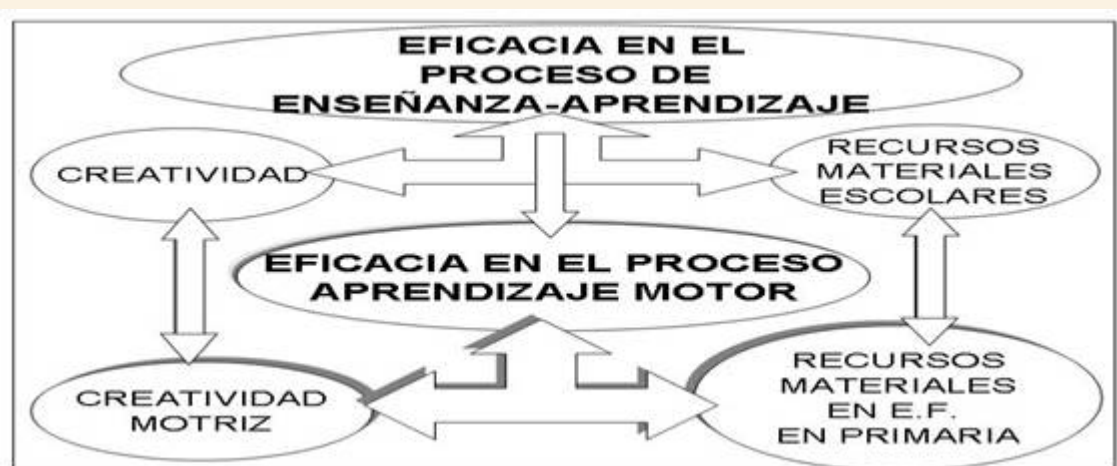 EFICACIA EN EL
PROCESO DE
ENSEÑANZA-APRENDIZAJE
CREATIVIDAD
RECURSOS
MATERIALES
ESCOLARES
EFICACIA EN EL PROCESO
APRENDIZAJE MOTOR
CREATIVIDAD
MOTRIZ
RECURSOS
MATERIALES
EN E.F.
EN PRIMARIA